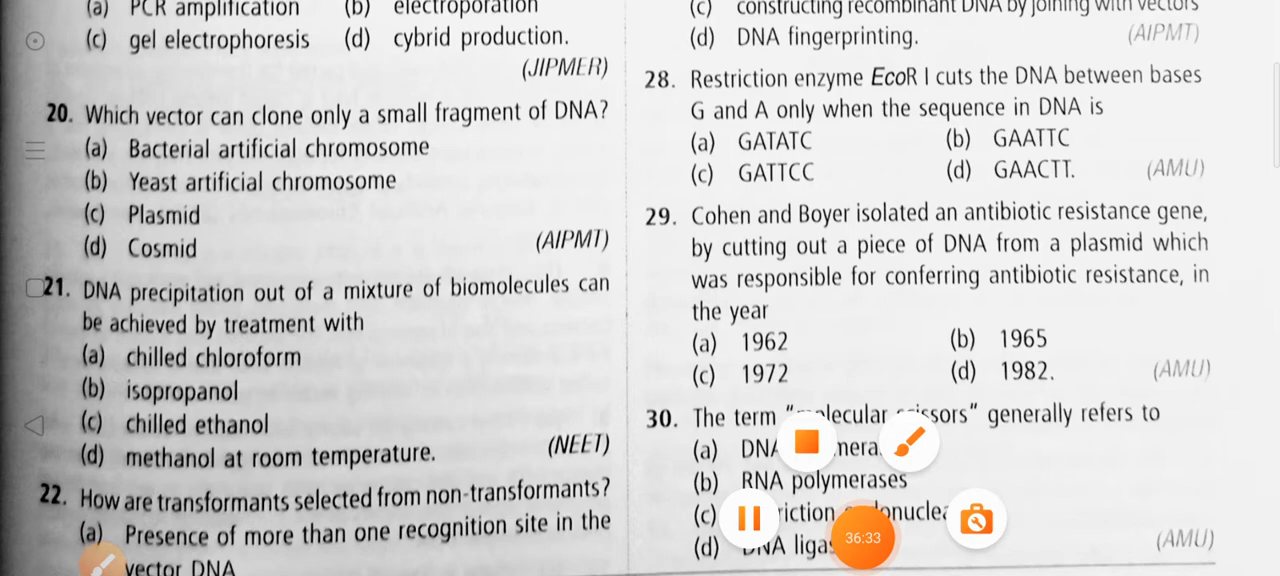 (a) PCR amplification (b) electroporation
(c) gel electrophoresis (d) cybrid production.
(JIPMER)
20. Which vector can clone only a small fragment of DNA?
(a) Bacterial artificial chromosome
(b) Yeast artificial chromosome
(c) Plasmid
(d) Cosmid (AIPMT)
21. DNA precipitation out of a mixture of biomolecules can
be achieved by treatment with
(a) chilled chloroform
(b) isopropanol
(c) chilled ethanol
(d) methanol at room temperature. (NEET)
22. How are transformants selected from non-transformants?
(a) Presence of more than one recognition site in the
vector DNA
(c) constructing recombinant DNA by joining with vectors
(d) DNA fingerprinting. (AIPMT)
28. Restriction enzyme EcoR I cuts the DNA between bases
G and A only when the sequence in DNA is
(a) GATATC (b) GAATTC
(c) GATTCC (d) GAACTT. (AMU)
29. Cohen and Boyer isolated an antibiotic resistance gene,
by cutting out a piece of DNA from a plasmid which
was responsible for conferring antibiotic resistance, in
the year
(a) 1962 (b) 1965
(c) 1972 (d) 1982. (AMU)
30. The term "molecular scissors" generally refers to
(a) DNA
(b) RNA polymerases
(c)
(d) DNA (AMU)
36:33